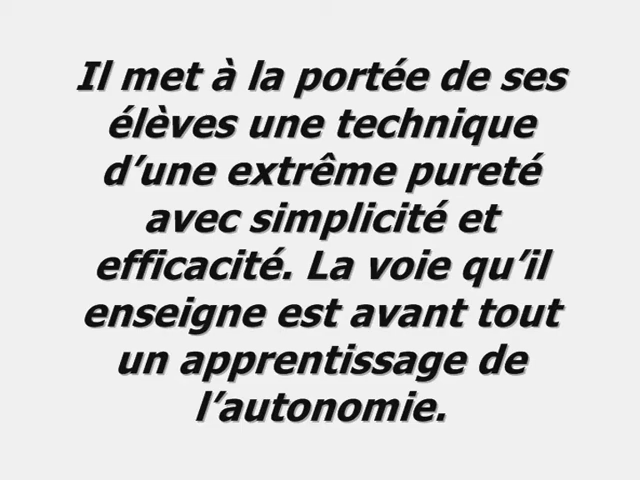 Il met à la portée de ses
élèves une technique
d’une extrême pureté
avec simplicité et
efficacité. La voie qu’il
enseigne est avant tout
un apprentissage de
l’autonomie.